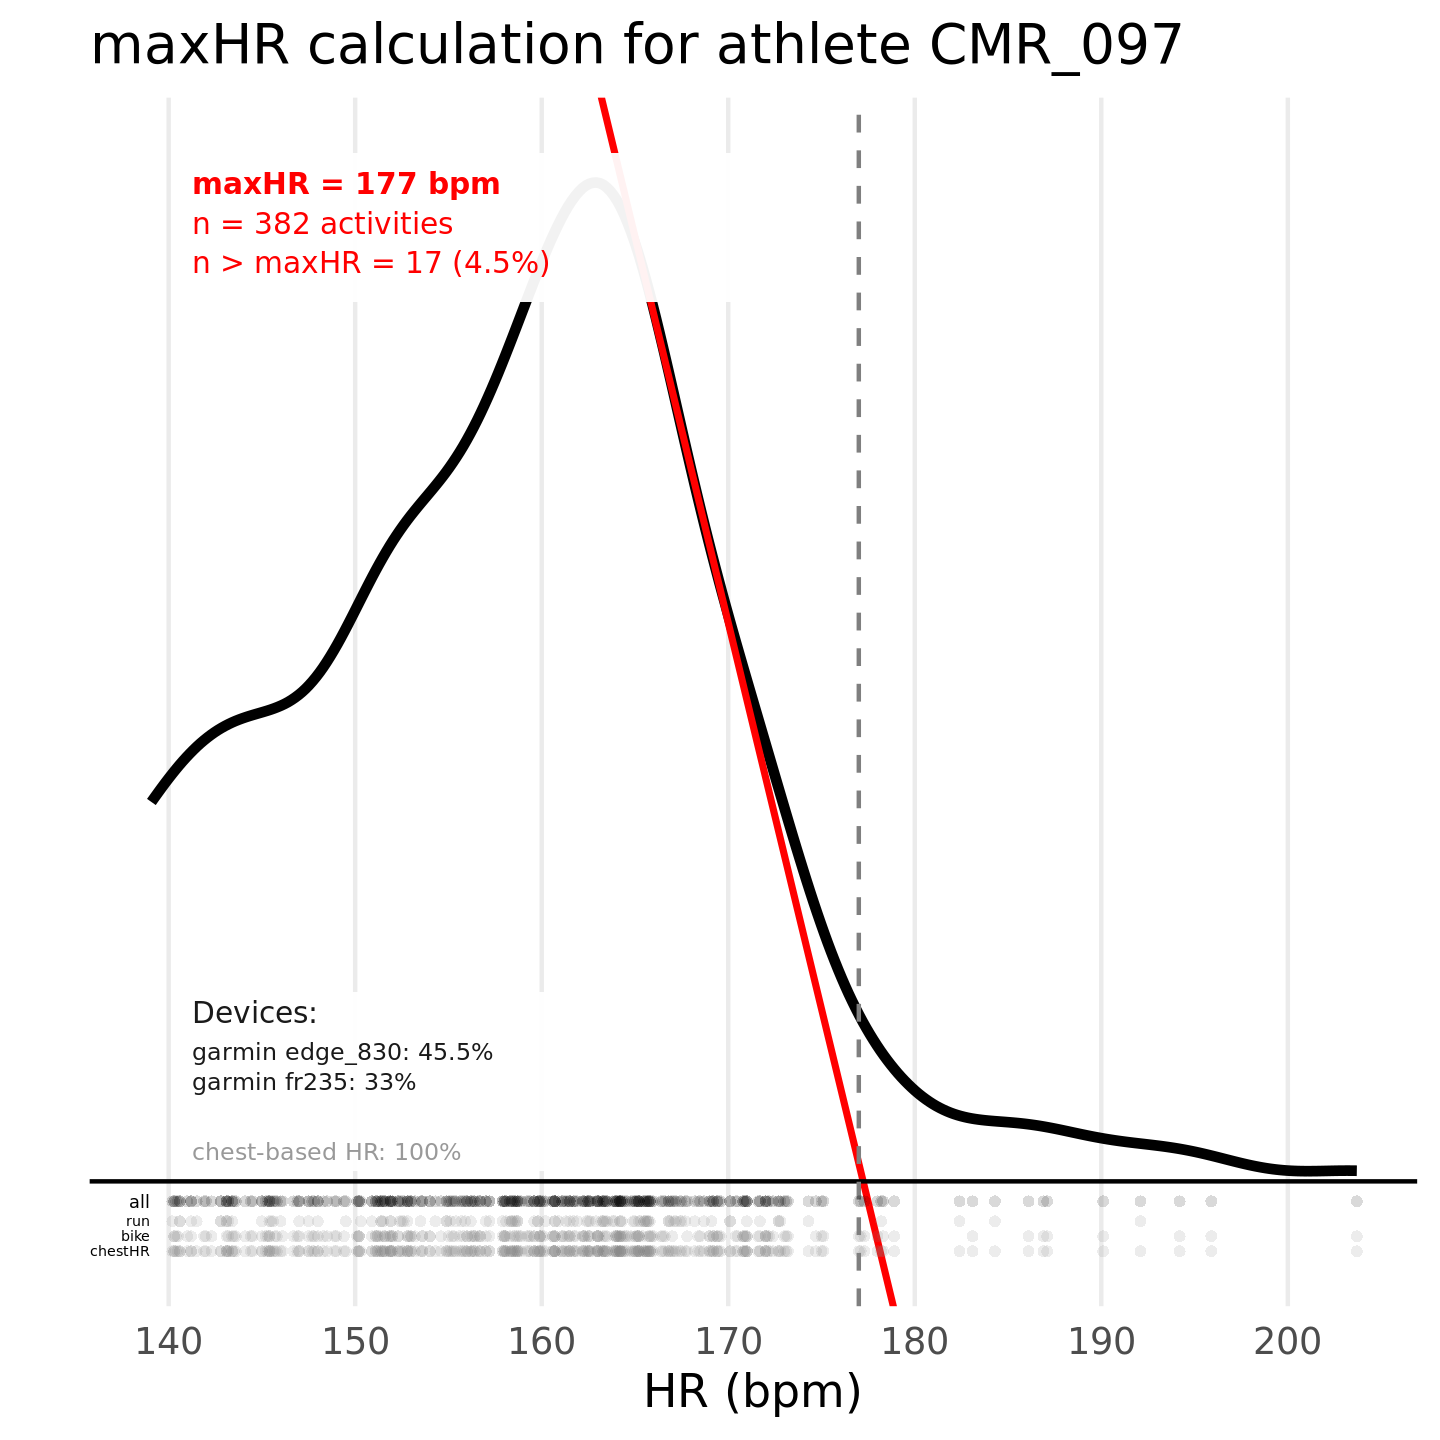 maxHR calculation for athlete CMR_097
maxHR = 177 bpm
n = 382 activities
n > maxHR = 17 (4.5%)
Devices:
garmin edge_830: 45.5%
garmin fr235: 33%
chest-based HR: 100%
all
run
bike
chestHR
140 150 160 170 180 190 200
HR (bpm)